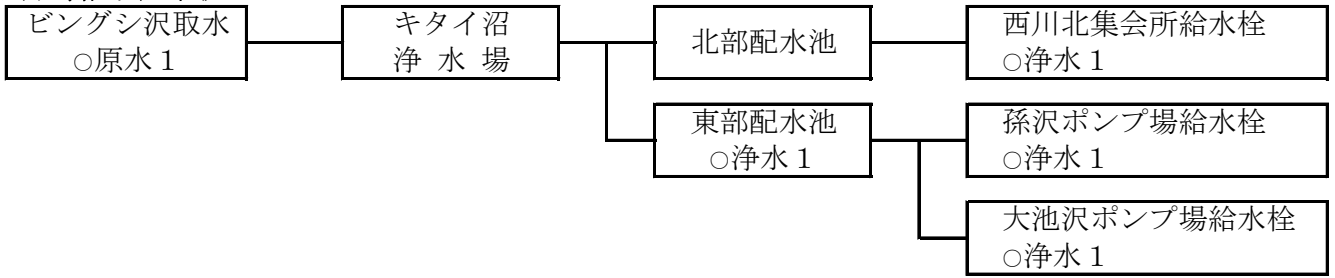 ビングシ沢取水
○原水１
キタイ沼
浄 水 場
北部配水池
西川北集会所給水栓
○浄水１
東部配水池
○浄水１
孫沢ポンプ場給水栓
○浄水１
大池沢ポンプ場給水栓
○浄水１